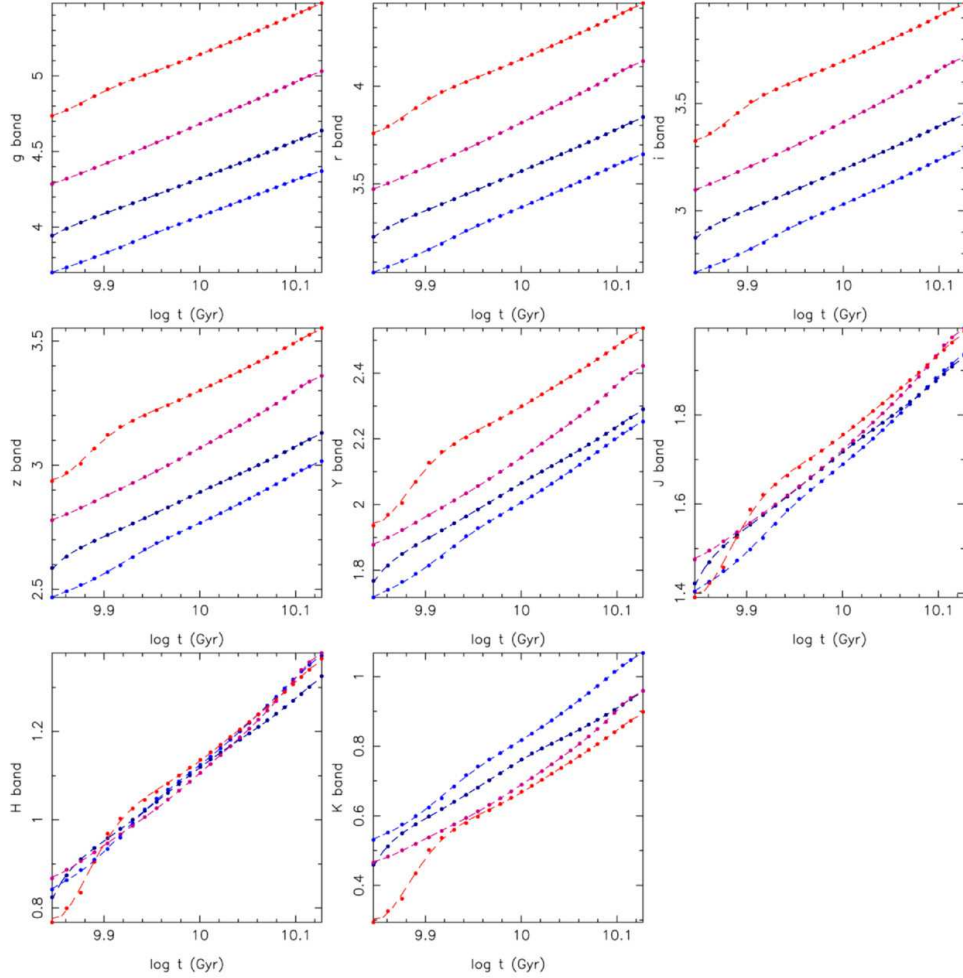 g band
5
4.5
4
9.9 10 10.1
log t (Gyr)
r band
4
3.5
9.9 10 10.1
log t (Gyr)
i band
3.5
3
9.9 10 10.1
log t (Gyr)
z band
3.5
3
2.5
9.9 10 10.1
log t (Gyr)
Y band
2.4
2.2
2
1.8
9.9 10 10.1
log t (Gyr)
J band
1.8
1.6
1.4
9.9 10 10.1
log t (Gyr)
H band
1.2
1
0.8
9.9 10 10.1
log t (Gyr)
K band
1
0.8
0.6
0.4
9.9 10 10.1
log t (Gyr)